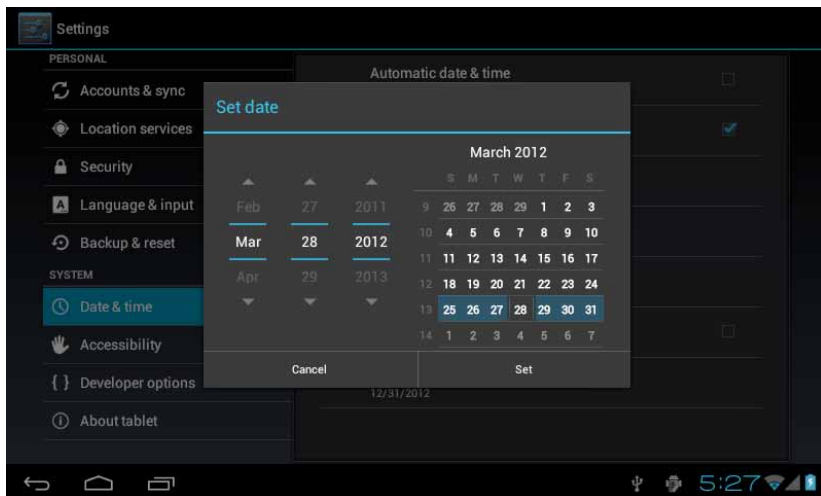 Settings
PERSONAL
Accounts & sync
Location services
Security
A Language & input
Backup & reset
SYSTEM
Date & time
Accessibility
{ } Developer options
About tablet
Automatic date & time
Set date
Feb 27 2011
Mar 28 2012
Apr 29 2013
March 2012
S M T W T F S
9 26 27 28 29 1 2 3
10 4 5 6 7 8 9 10
11 11 12 13 14 15 16 17
12 18 19 20 21 22 23 24
13 25 26 27 28 29 30 31
14 1 2 3 4 5 6 7
Cancel Set
12/31/2012
5:27